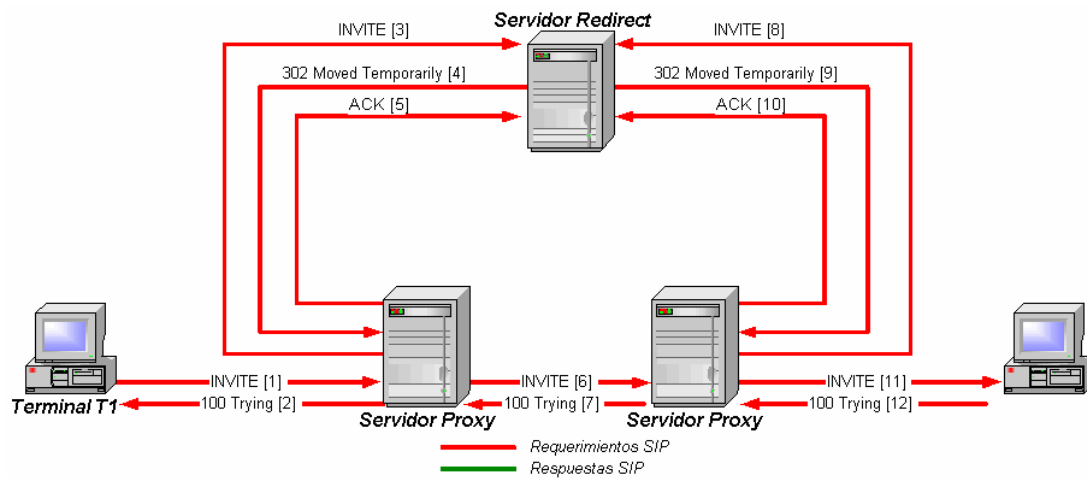 Servidor Redirect
INVITE [3]
INVITE [8]
302 Moved Temporarily [4]
302 Moved Temporarily [9]
ACK [5]
ACK [10]
INVITE [1]
INVITE [6]
INVITE [11]
Terminal T1
100 Trying [2]
100 Trying [7]
100 Trying [12]
Servidor Proxy
Servidor Proxy
Requerimientos SIP
Respuestas SIP